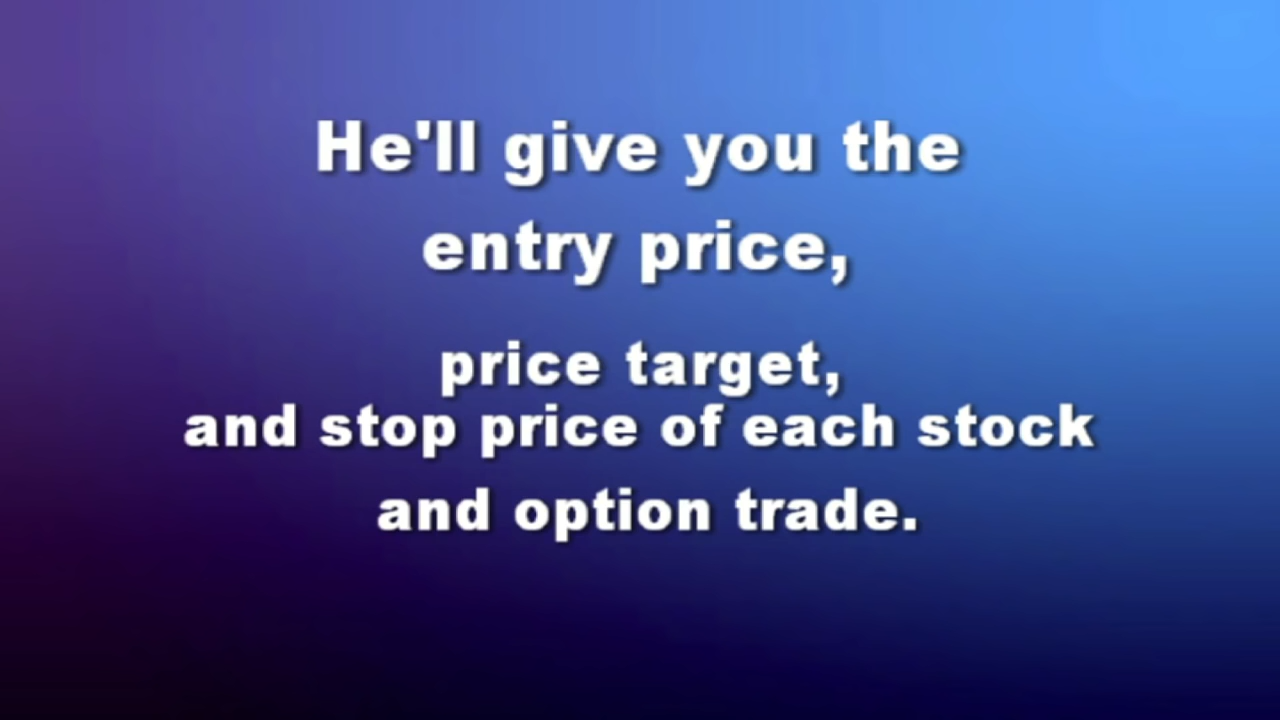 He'll give you the
entry price,
price target,
and stop price of each stock
and option trade.